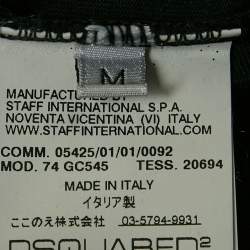 M
MANUFACTURED BY
STAFF INTERNATIONAL S.P.A.
NOVENTA VICENTINA (VI) ITALY
WWW.STAFFINTERNATIONAL.COM
COMM. 05425/01/01/0092
MOD. 74 GC545 TESS. 20694
MADE IN ITALY
イタリア製
ここのえ株式会社 03-5794-9931
DSQUARED2